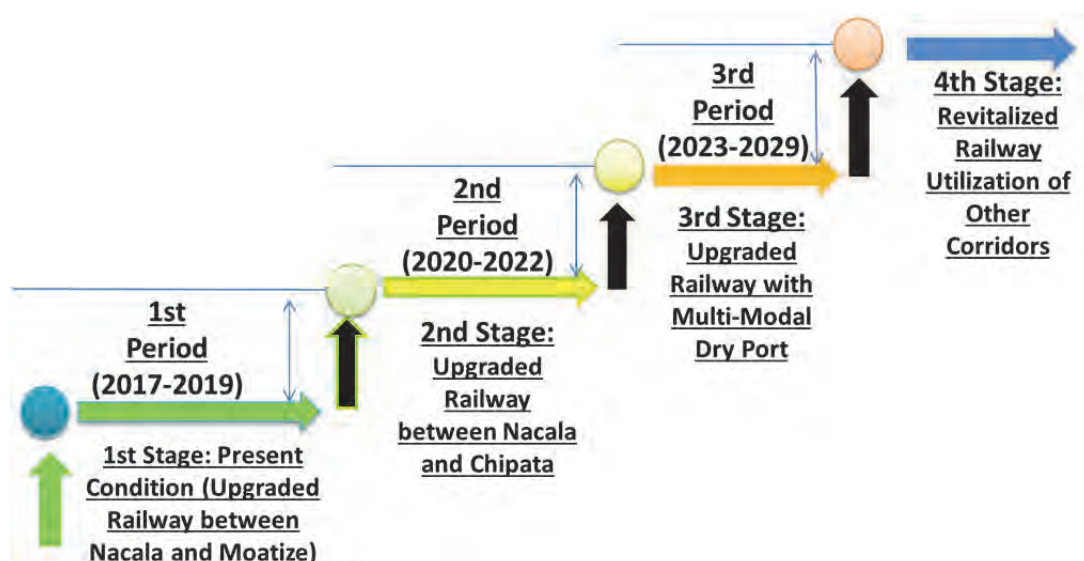 1st
Period
(2017-2019)
1st Stage: Present
Condition (Upgraded
Railway between
Nacala and Moatize)
2nd
Period
(2020-2022)
2nd Stage:
Upgraded
Railway
between Nacala
and Chipata
3rd
Period
(2023-2029)
3rd Stage:
Upgraded
Railway with
Multi-Modal
Dry Port
4th Stage:
Revitalized
Railway
Utilization of
Other
Corridors